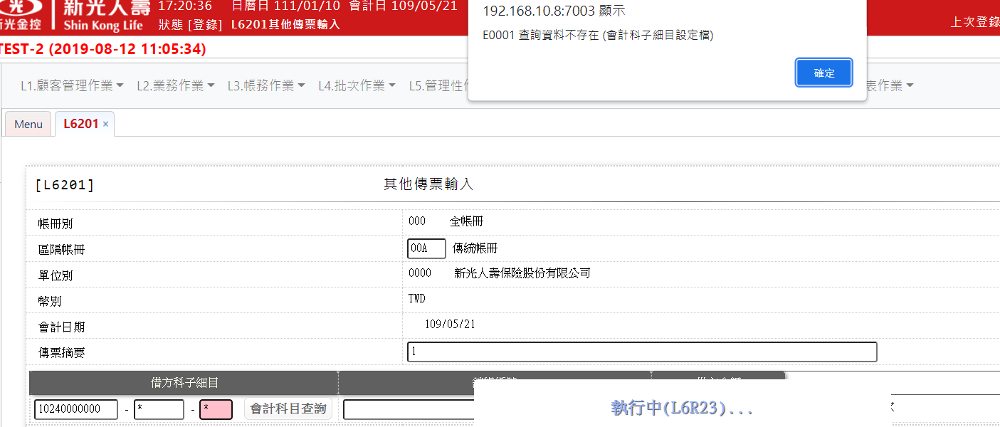 新光人壽 17:20:36 日曆日 111/01/10 會計日 109/05/21
新光金控 Shin Kong Life 狀態 [登錄] L6201其他傳票輸入
上次登錄
192.168.10.8:7003 顯示
E0001 查詢資料不存在 (會計科子細目設定檔)
確定
TEST-2 (2019-08-12 11:05:34)
L1.顧客管理作業 L2.業務作業 L3.帳務作業 L4.批次作業 L5.管理性作 表作業
Menu L6201 ×
[L6201] 其他傳票輸入
帳冊別 000 全帳冊
區隔帳冊 00A 傳統帳冊
單位別 0000 新光人壽保險股份有限公司
幣別 TWD
會計日期 109/05/21
傳票摘要 1
借方科子細目
10240000000 - * - * 會計科目查詢
執行中(L6R23)...